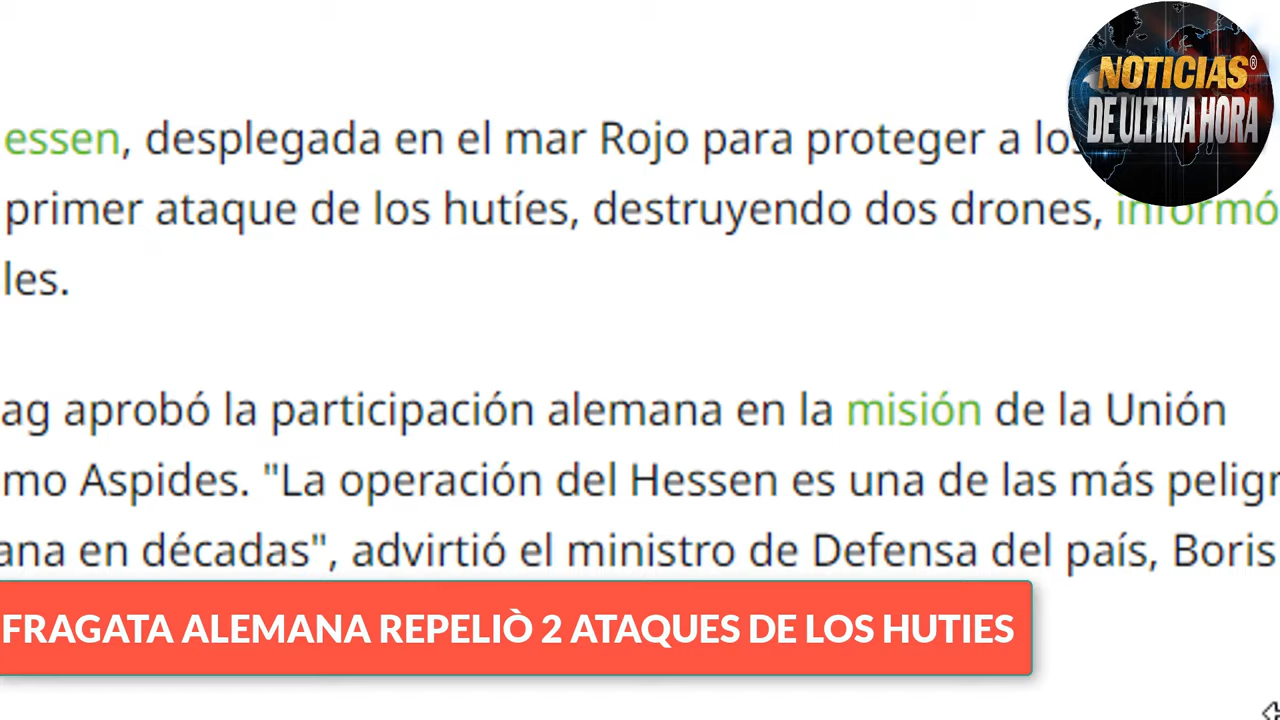 NOTICIAS®
DE ULTIMA HORA
essen, desplegada en el mar Rojo para proteger a los
primer ataque de los hutíes, destruyendo dos drones, informó
les.
ag aprobó la participación alemana en la misión de la Unión
mo Aspides. "La operación del Hessen es una de las más peligr
ana en décadas", advirtió el ministro de Defensa del país, Boris
FRAGATA ALEMANA REPELIÒ 2 ATAQUES DE LOS HUTIES